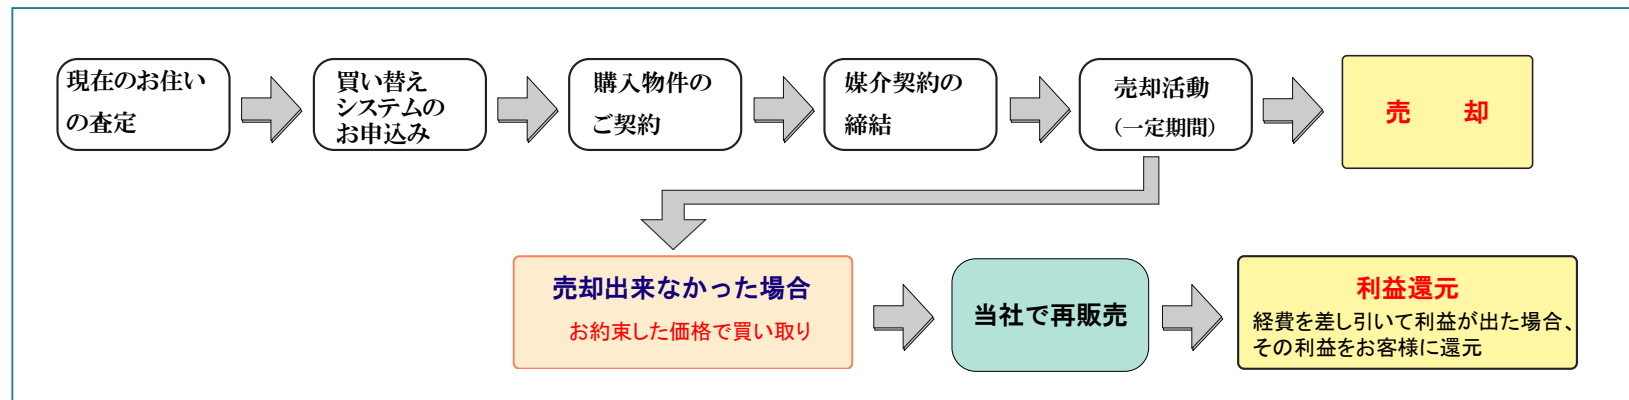 現在のお住い
の査定
買い替え
システムの
お申込み
購入物件の
ご契約
媒介契約の
締結
売却活動
（一定期間）
売　却
売却出来なかった場合
お約束した価格で買い取り
当社で再販売
利益還元
経費を差し引いて利益が出た場合、
その利益をお客様に還元